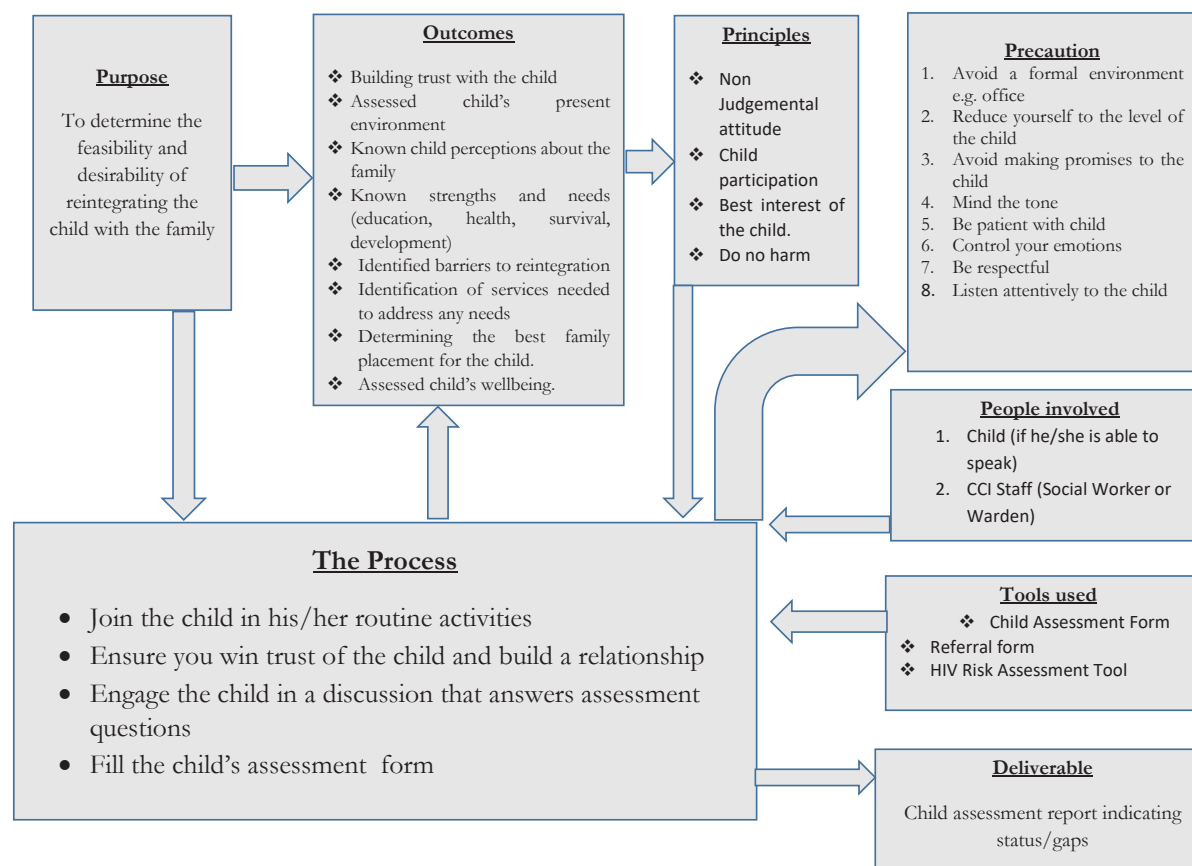 Purpose
To determine the
feasibility and
desirability of
reintegrating the
child with the family
Outcomes
❖ Building trust with the child
❖ Assessed child's present
environment
❖ Known child perceptions about the
family
❖ Known strengths and needs
(education, health, survival,
development)
❖ Identified barriers to reintegration
❖ Identification of services needed
to address any needs
❖ Determining the best family
placement for the child.
❖ Assessed child's wellbeing.
Principles
❖ Non
Judgemental
attitude
❖ Child
participation
❖ Best interest of
the child.
❖ Do no harm
Precaution
1. Avoid a formal environment
e.g. office
2. Reduce yourself to the level of
the child
3. Avoid making promises to the
child
4. Mind the tone
5. Be patient with child
6. Control your emotions
7. Be respectful
8. Listen attentively to the child
People involved
1. Child (if he/she is able to
speak)
2. CCI Staff (Social Worker or
Warden)
The Process
• Join the child in his/her routine activities
• Ensure you win trust of the child and build a relationship
• Engage the child in a discussion that answers assessment
questions
• Fill the child's assessment form
Tools used
❖ Child Assessment Form
❖ Referral form
❖ HIV Risk Assessment Tool
Deliverable
Child assessment report indicating
status/gaps